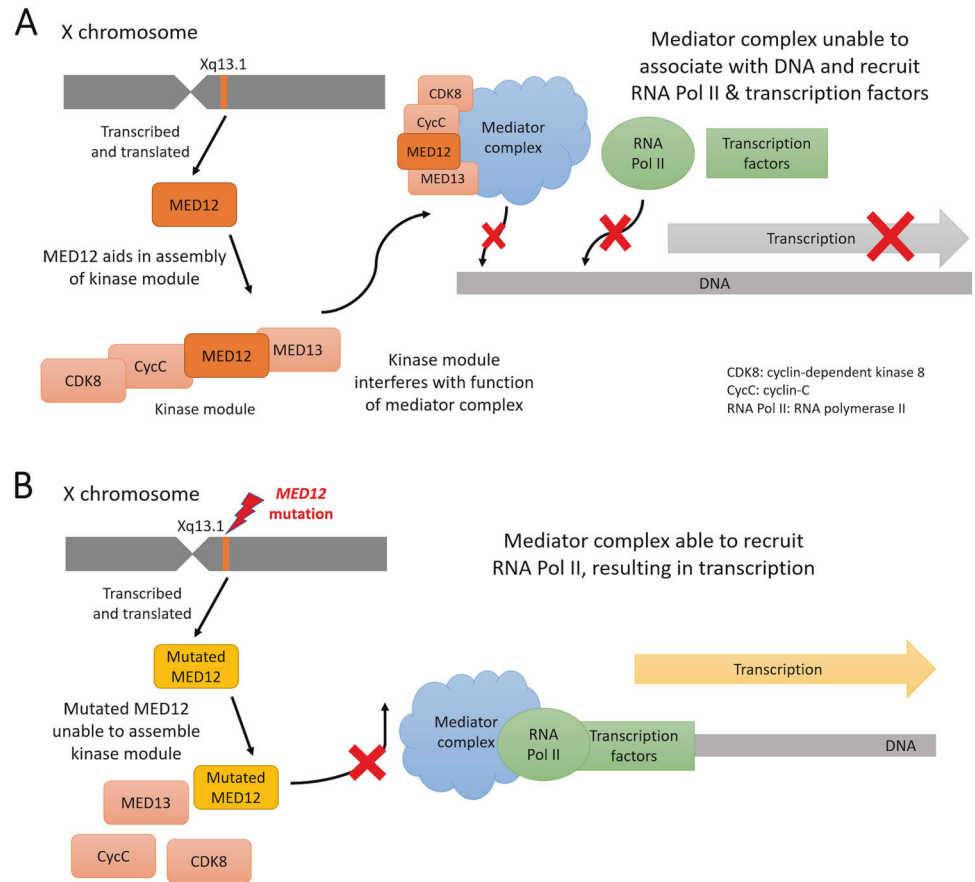 A
X chromosome
Xq13.1
Transcribed
and translated
MED12
MED12 aids in assembly
of kinase module
CDK8
CycC
MED12
MED13
Kinase module
Kinase module
interferes with function
of mediator complex
CDK8
CycC
MED12
MED13
Mediator
complex
Mediator complex unable to
associate with DNA and recruit
RNA Pol II & transcription factors
RNA
Pol II
Transcription
factors
Transcription
DNA
CDK8: cyclin-dependent kinase 8
CycC: cyclin-C
RNA Pol II: RNA polymerase II
B
X chromosome
MED12
mutation
Xq13.1
Transcribed
and translated
Mutated
MED12
Mutated MED12
unable to assemble
kinase module
Mutated
MED12
MED13
CycC
CDK8
Mediator complex able to recruit
RNA Pol II, resulting in transcription
Transcription
Mediator
complex
RNA
Pol II
Transcription
factors
DNA